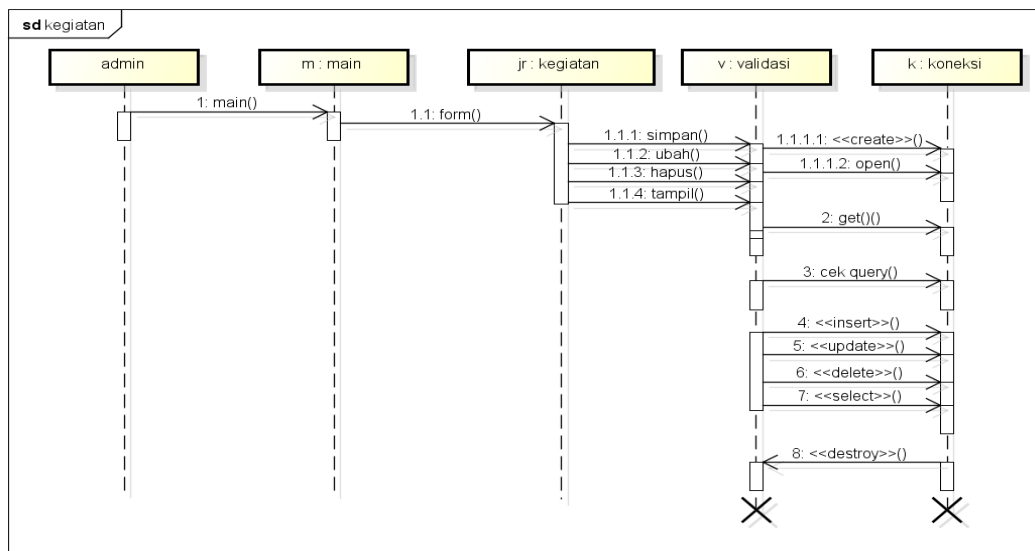 sd kegiatan
admin
m : main
jr : kegiatan
v : validasi
k : koneksi
1: main()
1.1: form()
1.1.1: simpan()
1.1.1.1: <<create>>()
1.1.2: ubah()
1.1.1.2: open()
1.1.3: hapus()
1.1.4: tampil()
2: get()()
3: cek query()
4: <<insert>>()
5: <<update>>()
6: <<delete>>()
7: <<select>>()
8: <<destroy>>()